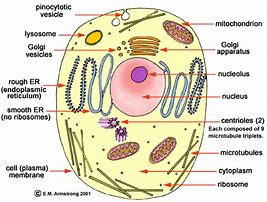 pinocytotic
vesicle
lysosome
Golgi
vesicles
rough ER
(endoplasmic
reticulum)
smooth ER
(no ribosomes)
cell (plasma)
membrane
mitochondrion
Golgi
apparatus
nucleolus
nucleus
centrioles (2)
Each composed of 9
microtubule triplets.
microtubules
cytoplasm
ribosome
© E.M. Armstrong 2001